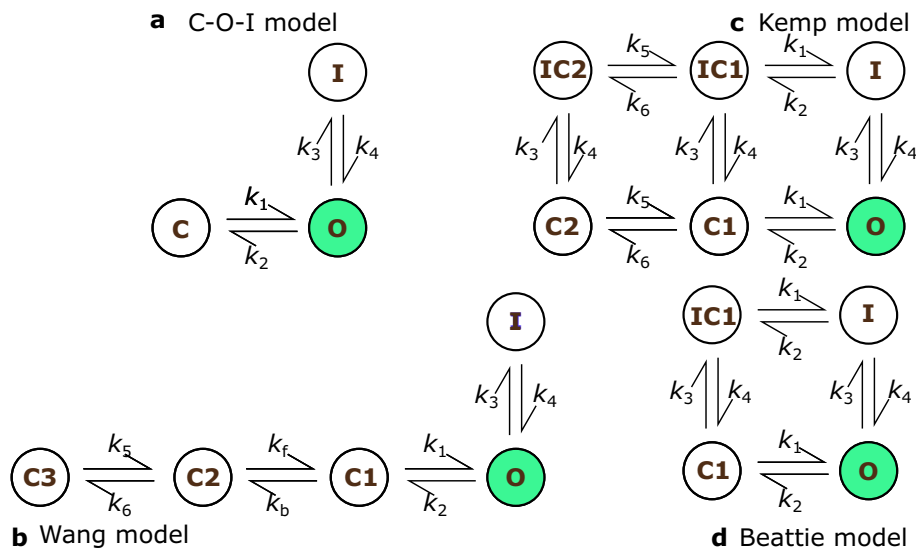 a C-O-I model
I
k3 k4
C k1 k2 O
c Kemp model
IC2 k5 k6 IC1 k1 k2 I
k3 k4 k3 k4 k3 k4
C2 k5 k6 C1 k1 k2 O
I
k3 k4
C3 k5 k6 C2 kf kb C1 k1 k2 O
b Wang model
IC1 k1 k2 I
k3 k4 k3 k4
C1 k1 k2 O
d Beattie model